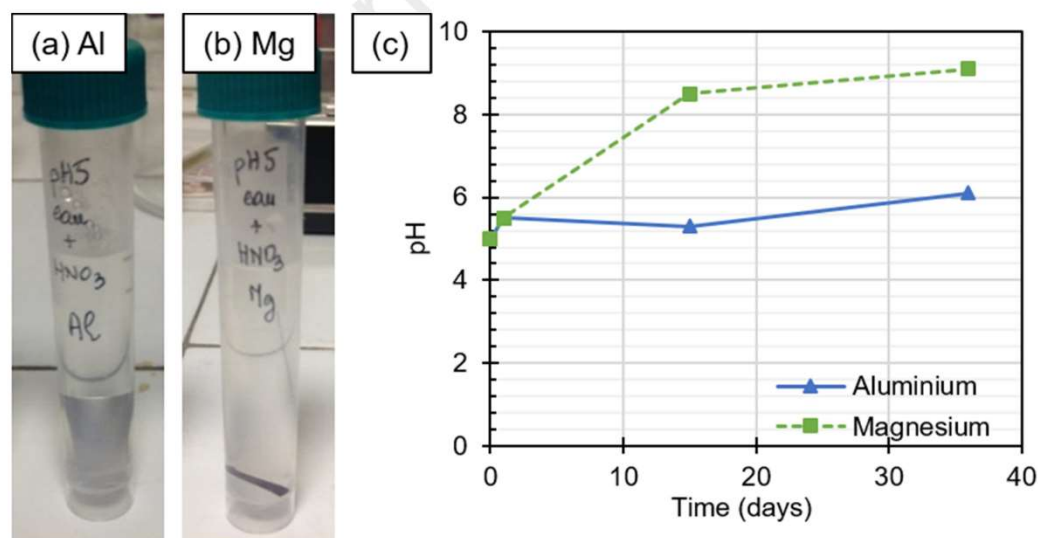 (a) Al
pH5
eau
+
HNO3
Al
(b) Mg
pH5
eau
+
HNO3
Mg
(c)
pH
10
8
6
4
2
0
Aluminium
Magnesium
0 10 20 30 40
Time (days)